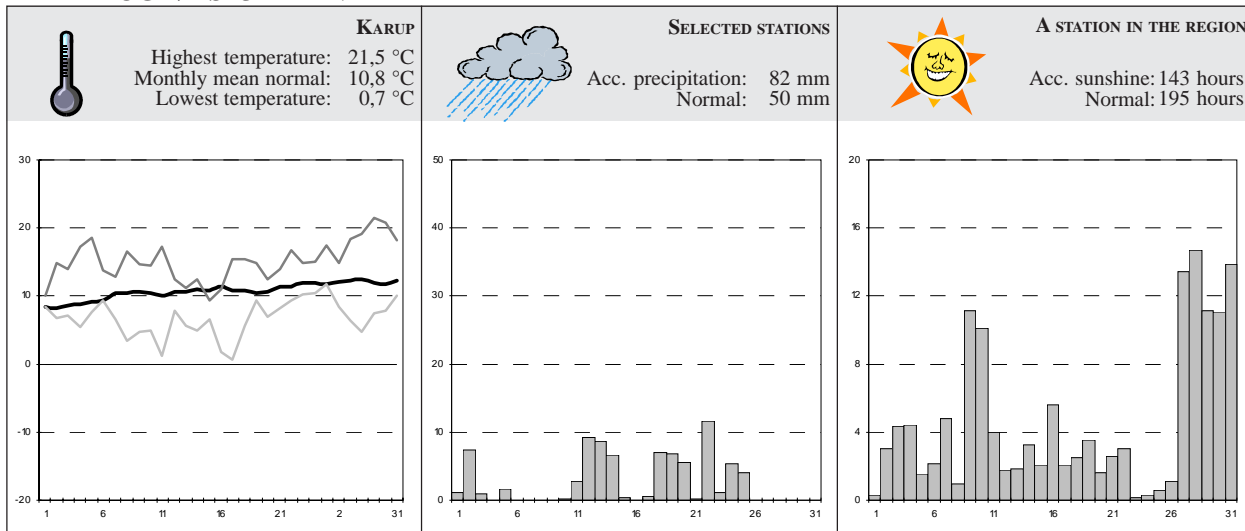 KARUP
Highest temperature: 21,5 °C
Monthly mean normal: 10,8 °C
Lowest temperature: 0,7 °C
30
20
10
0
-10
-20
1 6 11 16 21 2 31
SELECTED STATIONS
Acc. precipitation: 82 mm
Normal: 50 mm
50
40
30
20
10
0
1 6 11 16 21 26 31
A STATION IN THE REGION
Acc. sunshine: 143 hours
Normal: 195 hours
20
16
12
8
4
0
1 6 11 16 21 26 31